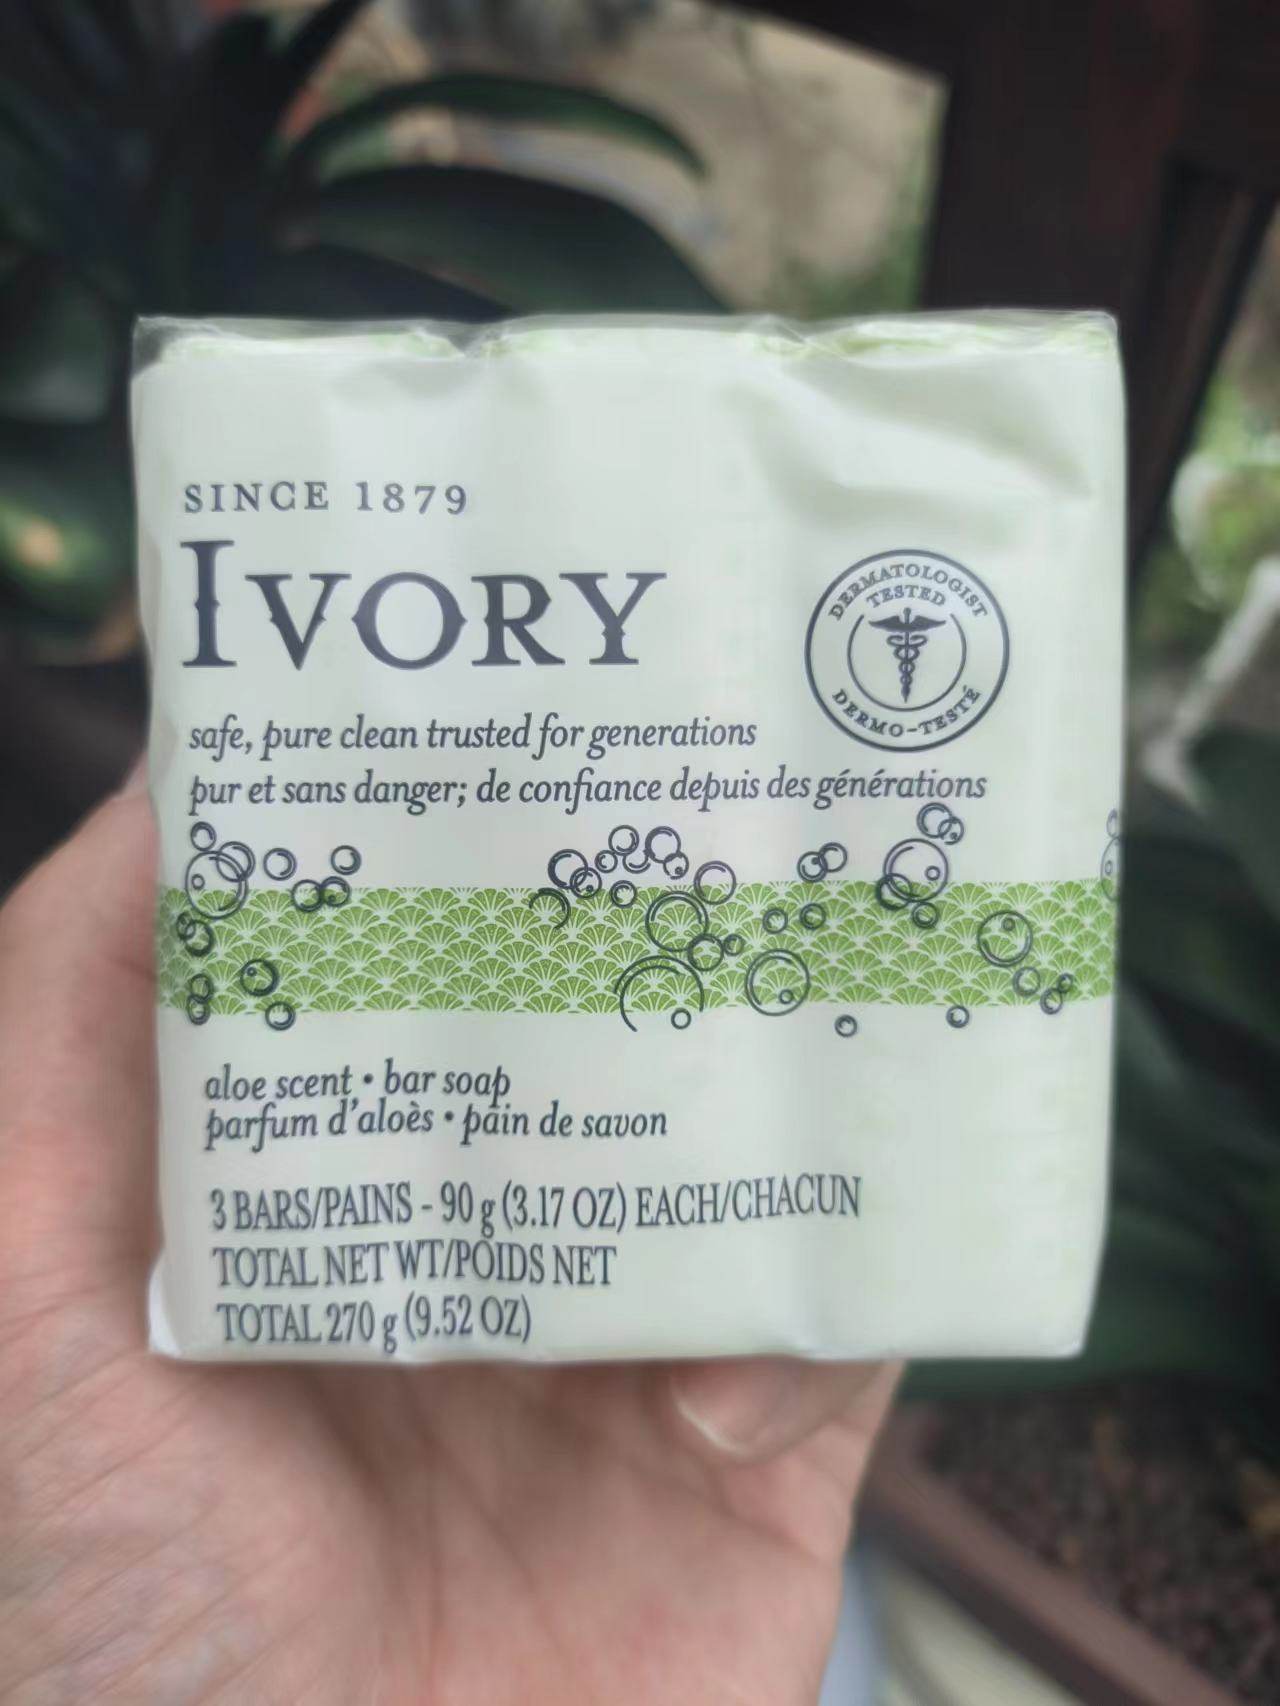 SINCE 1879
IVORY
DERMATOLOGIST
TESTED
DERMO-TESTÉ
safe, pure clean trusted for generations
pur et sans danger; de confiance depuis des générations
aloe scent • bar soap
parfum d'aloès • pain de savon
3 BARS/PAINS - 90 g (3.17 OZ) EACH/CHACUN
TOTAL NET WT/POIDS NET
TOTAL 270 g (9.52 OZ)